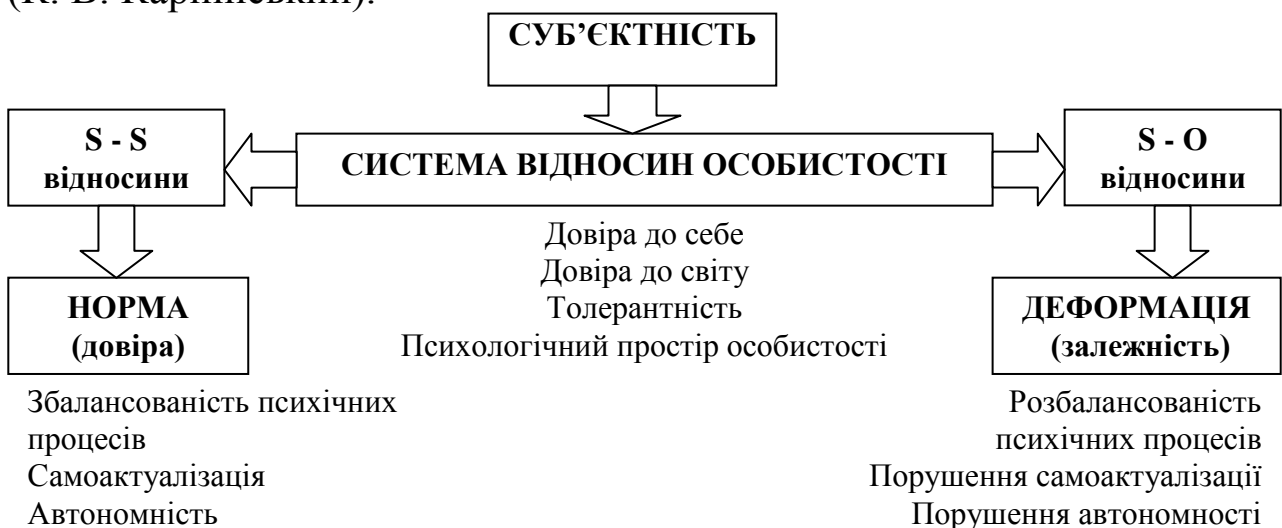 (К. В. Карпинський).
СУБ’ЄКТНІСТЬ
S - S
відносини
СИСТЕМА ВІДНОСИН ОСОБИСТОСТІ
S - O
відносини
Довіра до себе
Довіра до світу
Толерантність
Психологічний простір особистості
НОРМА
(довіра)
ДЕФОРМАЦІЯ
(залежність)
Збалансованість психічних
процесів
Самоактуалізація
Автономність
Розбалансованість
психічних процесів
Порушення самоактуалізації
Порушення автономності